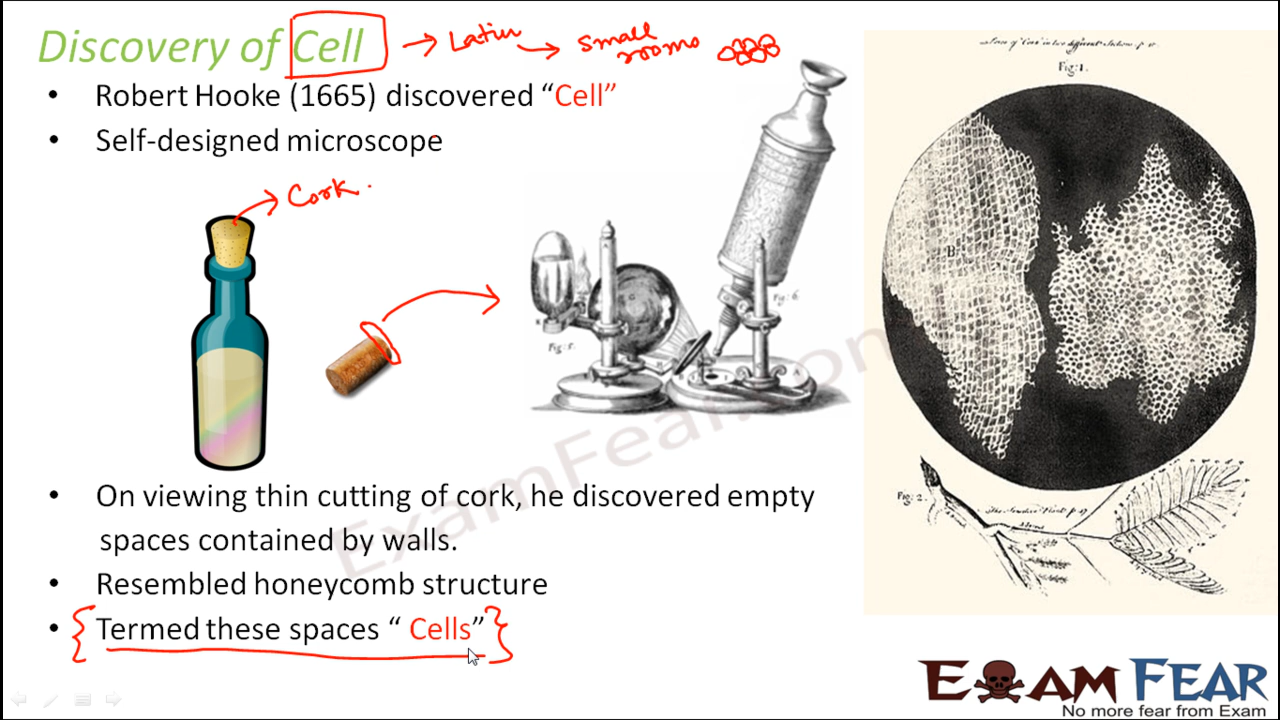 Discovery of Cell → Latin → small rooms
• Robert Hooke (1665) discovered “Cell”
• Self-designed microscope
Cork.
Fig: 5.
Fig: 6.
Fig: 1.
B
Fig: 2.
• On viewing thin cutting of cork, he discovered empty
spaces contained by walls.
• Resembled honeycomb structure
• Termed these spaces “ Cells”
ExamFear.com
EXAM FEAR
No more fear from Exam